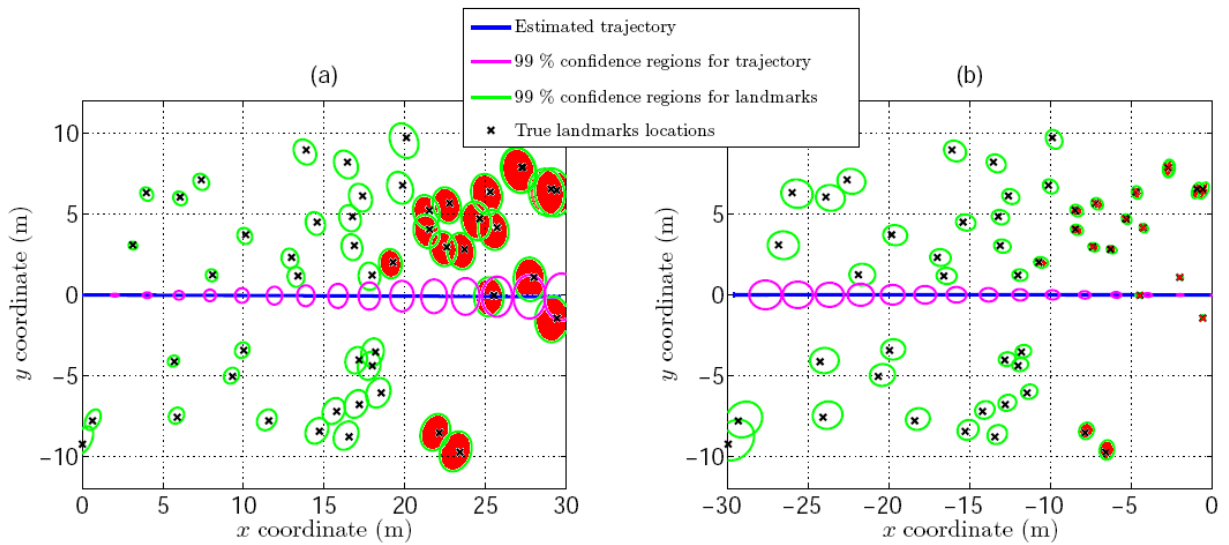 Estimated trajectory
99 % confidence regions for trajectory
99 % confidence regions for landmarks
True landmarks locations
(a)
10
5
0
−5
−10
y coordinate (m)
0 5 10 15 20 25 30
x coordinate (m)
(b)
10
5
0
−5
−10
y coordinate (m)
−30 −25 −20 −15 −10 −5 0
x coordinate (m)